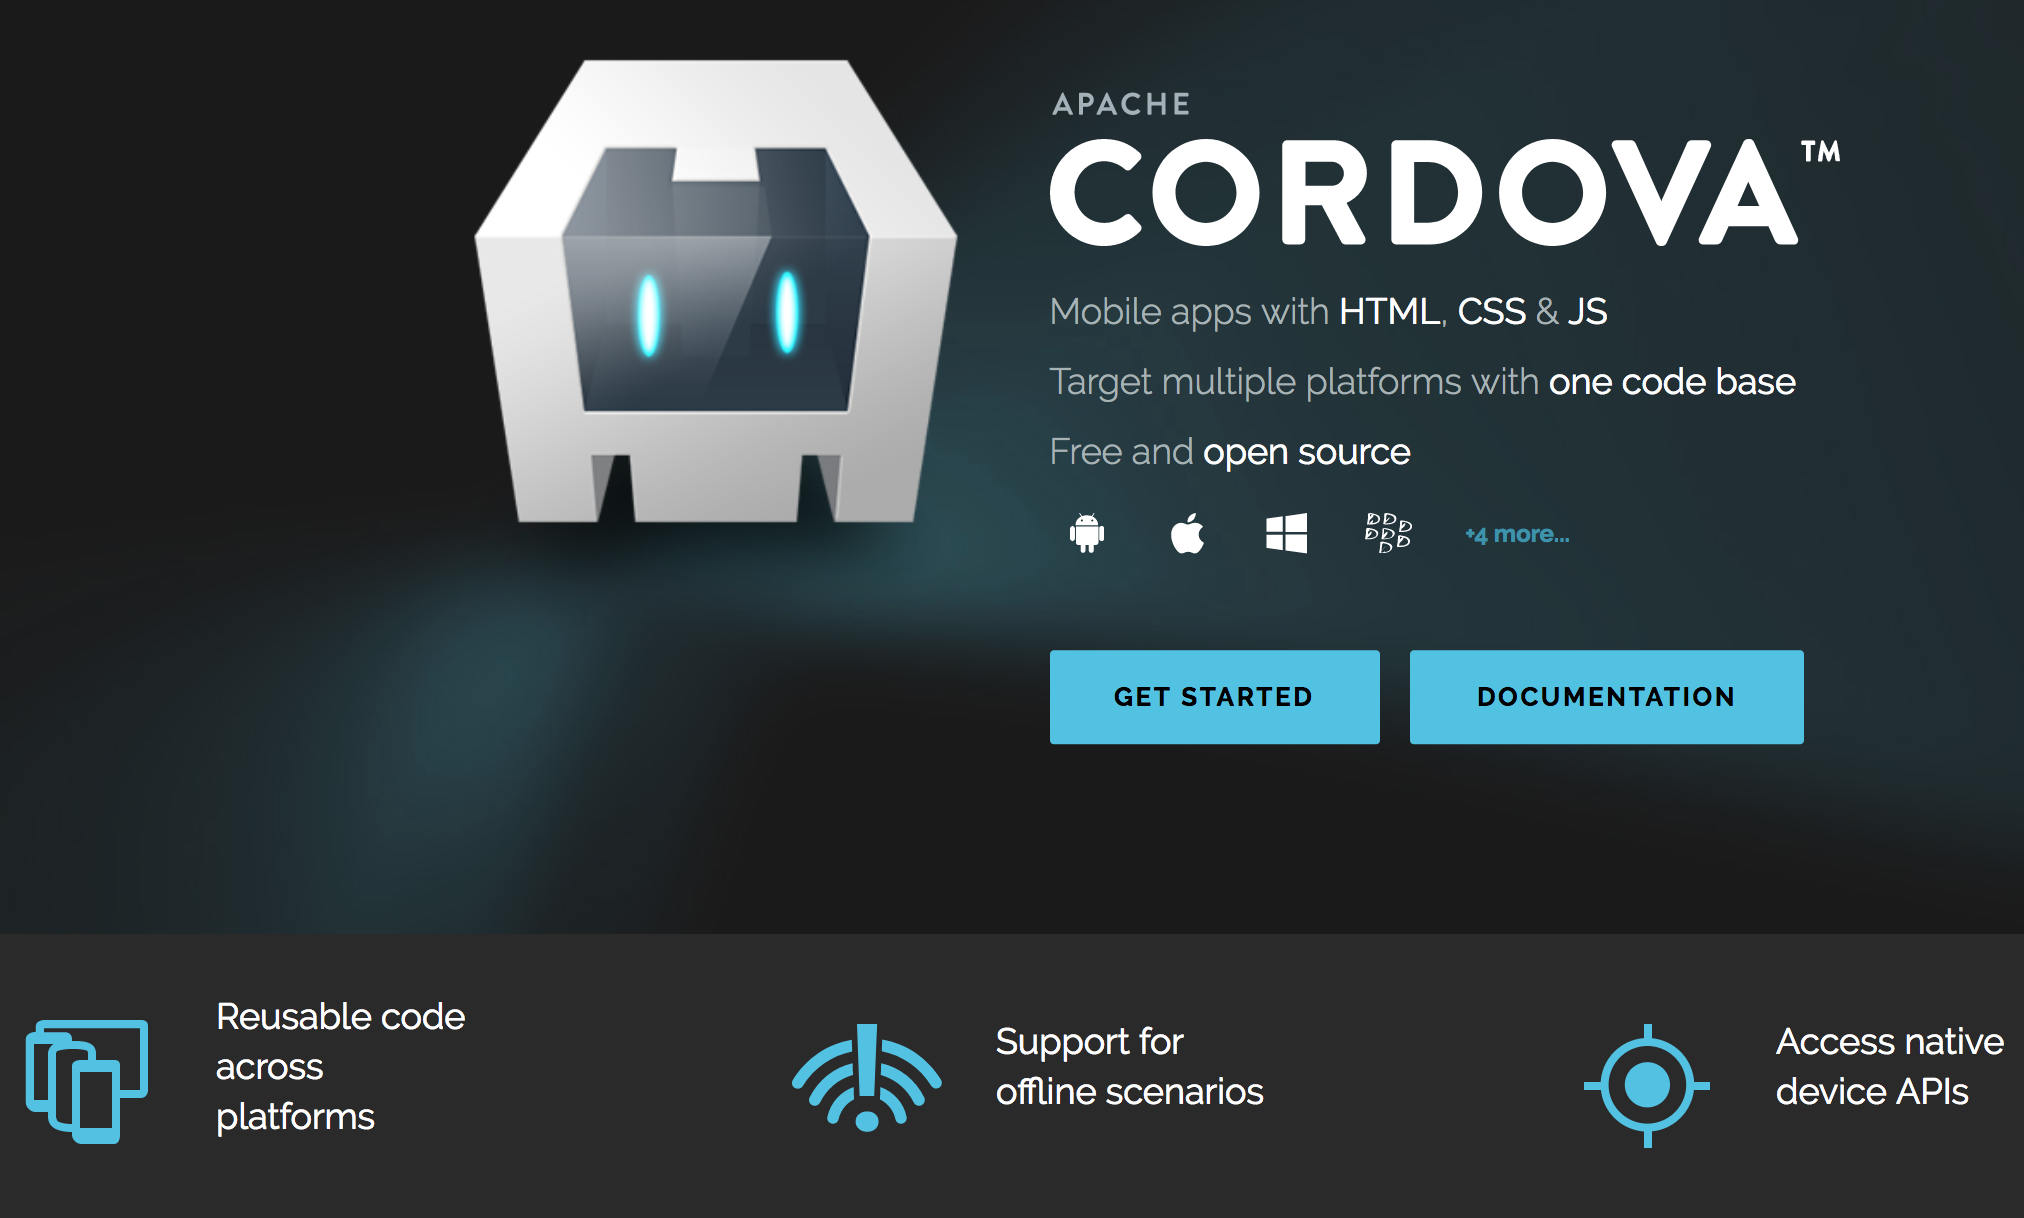 APACHE
CORDOVA™
Mobile apps with HTML, CSS & JS
Target multiple platforms with one code base
Free and open source
+4 more...
GET STARTED
DOCUMENTATION
Reusable code
across
platforms
Support for
offline scenarios
Access native
device APIs